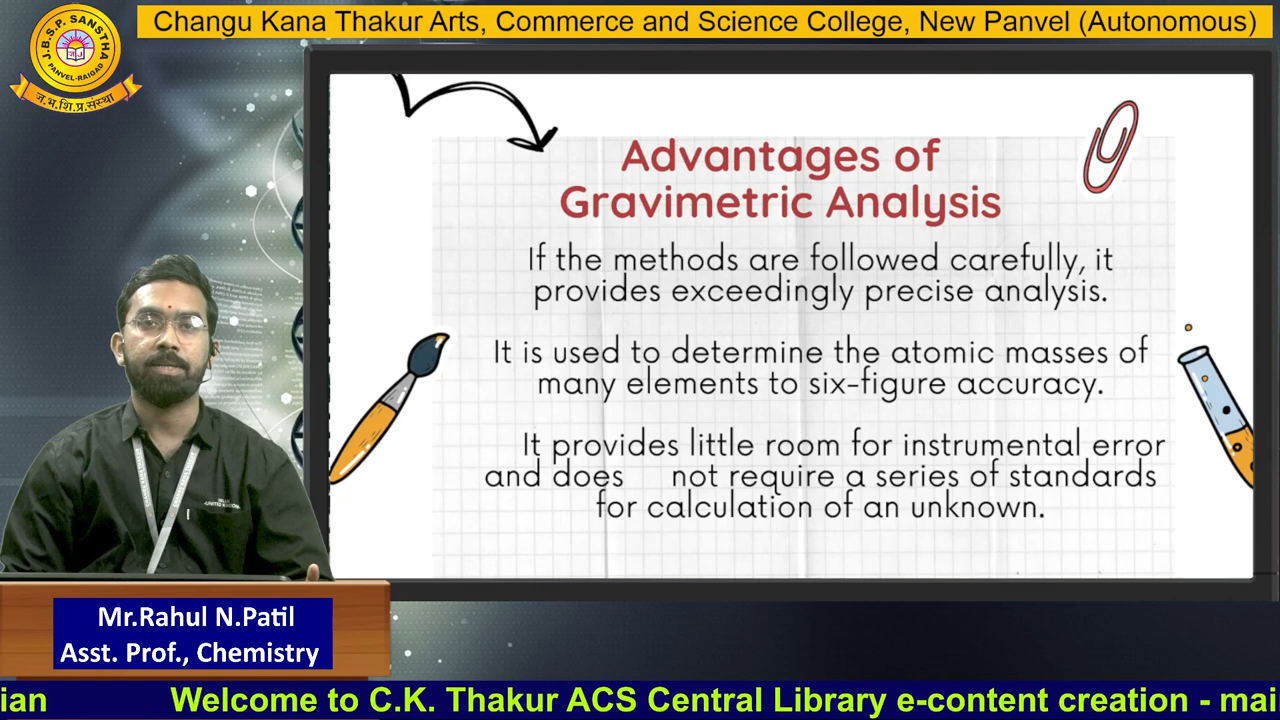 Changu Kana Thakur Arts, Commerce and Science College, New Panvel (Autonomous)
J.B.S.P. SANSTHA
PANVEL-RAIGAD
ज.भ.शि.प्र.संस्था
Advantages of
Gravimetric Analysis
If the methods are followed carefully, it
provides exceedingly precise analysis.
It is used to determine the atomic masses of
many elements to six-figure accuracy.
It provides little room for instrumental error
and does not require a series of standards
for calculation of an unknown.
Mr.Rahul N.Patil
Asst. Prof., Chemistry
ian Welcome to C.K. Thakur ACS Central Library e-content creation - mai